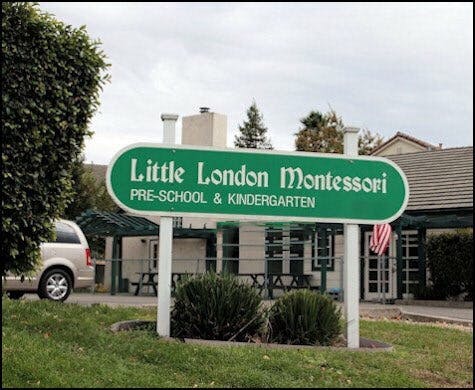 Little London Montessori
PRE-SCHOOL & KINDERGARTEN